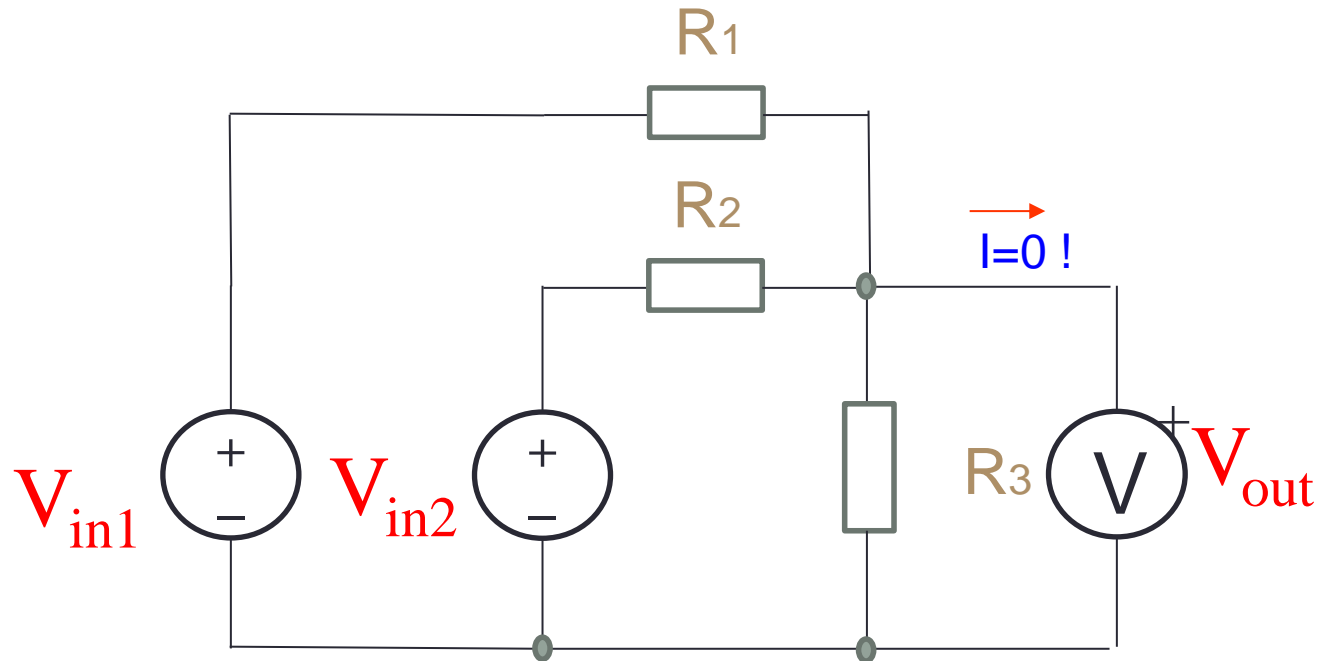 R1
R2
I=0 !
+
−
Vin1
+
−
Vin2
R3
V
+
Vout